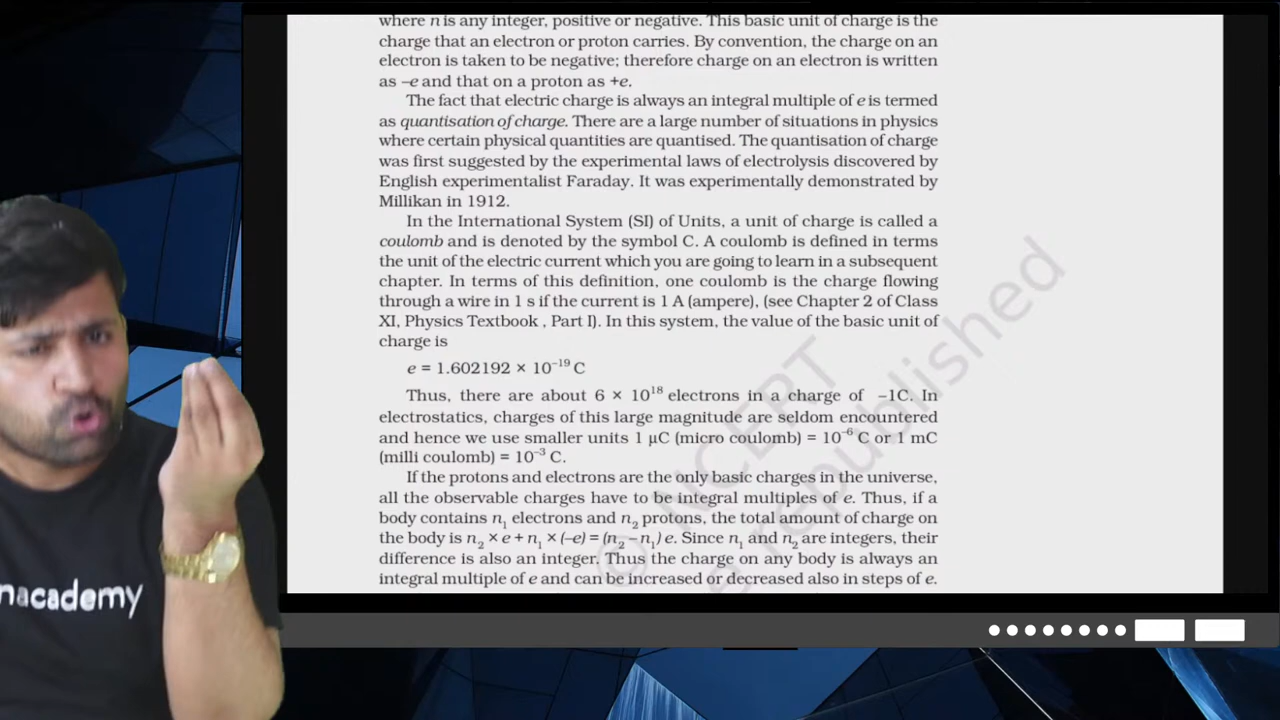 where n is any integer, positive or negative. This basic unit of charge is the
charge that an electron or proton carries. By convention, the charge on an
electron is taken to be negative; therefore charge on an electron is written
as –e and that on a proton as +e.
The fact that electric charge is always an integral multiple of e is termed
as quantisation of charge. There are a large number of situations in physics
where certain physical quantities are quantised. The quantisation of charge
was first suggested by the experimental laws of electrolysis discovered by
English experimentalist Faraday. It was experimentally demonstrated by
Millikan in 1912.
In the International System (SI) of Units, a unit of charge is called a
coulomb and is denoted by the symbol C. A coulomb is defined in terms
the unit of the electric current which you are going to learn in a subsequent
chapter. In terms of this definition, one coulomb is the charge flowing
through a wire in 1 s if the current is 1 A (ampere), (see Chapter 2 of Class
XI, Physics Textbook , Part I). In this system, the value of the basic unit of
charge is
e = 1.602192 × 10⁻¹⁹ C
Thus, there are about 6 × 10¹⁸ electrons in a charge of –1C. In
electrostatics, charges of this large magnitude are seldom encountered
and hence we use smaller units 1 μC (micro coulomb) = 10⁻⁶ C or 1 mC
(milli coulomb) = 10⁻³ C.
If the protons and electrons are the only basic charges in the universe,
all the observable charges have to be integral multiples of e. Thus, if a
body contains n₁ electrons and n₂ protons, the total amount of charge on
the body is n₂ × e + n₁ × (–e) = (n₂ – n₁) e. Since n₁ and n₂ are integers, their
difference is also an integer. Thus the charge on any body is always an
integral multiple of e and can be increased or decreased also in steps of e.
© NCERT
republished
nacademy